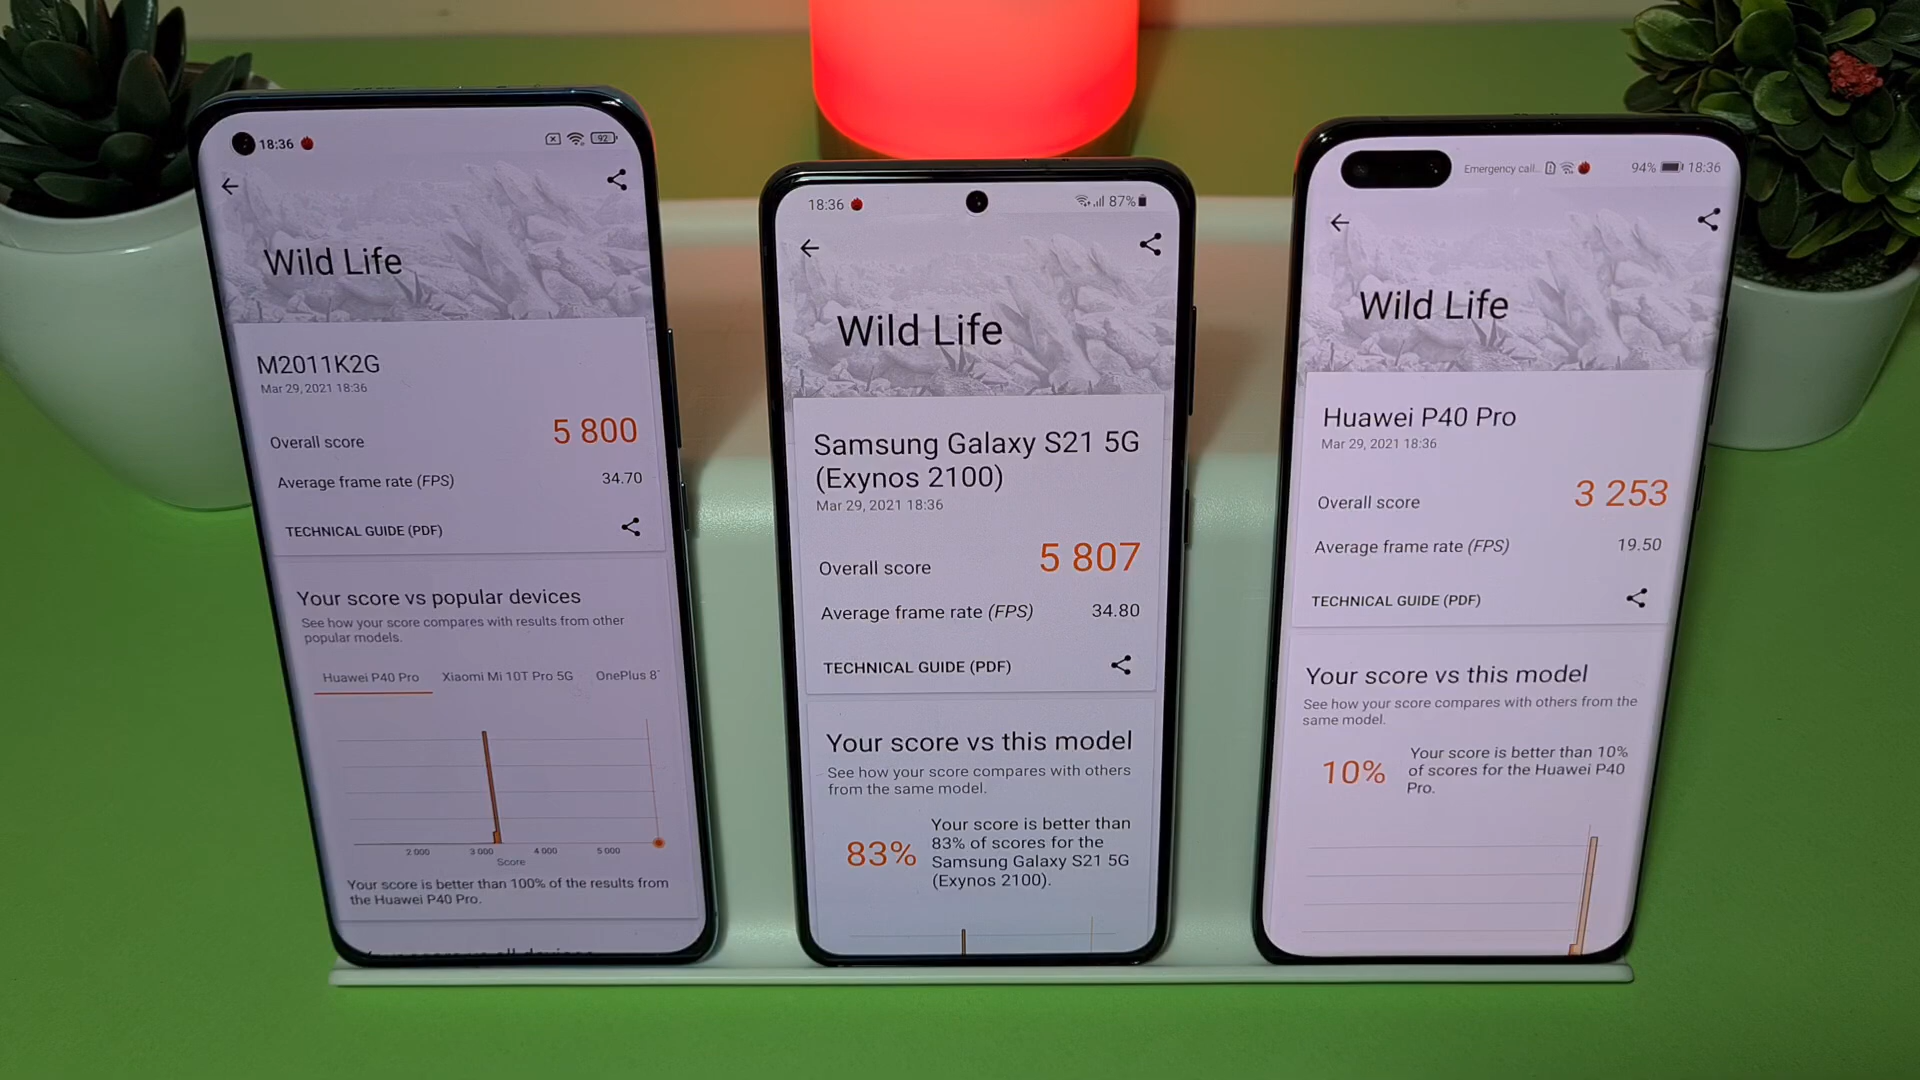 18:36
92
Wild Life
M2011K2G
Mar 29, 2021 18:36
Overall score
5 800
Average frame rate (FPS)
34.70
TECHNICAL GUIDE (PDF)
Your score vs popular devices
See how your score compares with results from other
popular models.
Huawei P40 Pro Xiaomi Mi 10T Pro 5G OnePlus 8
2 000 3 000 4 000 5 000
Score
Your score is better than 100% of the results from
the Huawei P40 Pro.
18:36
87%
Wild Life
Samsung Galaxy S21 5G
(Exynos 2100)
Mar 29, 2021 18:36
Overall score
5 807
Average frame rate (FPS)
34.80
TECHNICAL GUIDE (PDF)
Your score vs this model
See how your score compares with others
from the same model.
83%
Your score is better than
83% of scores for the
Samsung Galaxy S21 5G
(Exynos 2100).
Emergency call...
94% 18:36
Wild Life
Huawei P40 Pro
Mar 29, 2021 18:36
Overall score
3 253
Average frame rate (FPS)
19.50
TECHNICAL GUIDE (PDF)
Your score vs this model
See how your score compares with others from the
same model.
10%
Your score is better than 10%
of scores for the Huawei P40
Pro.